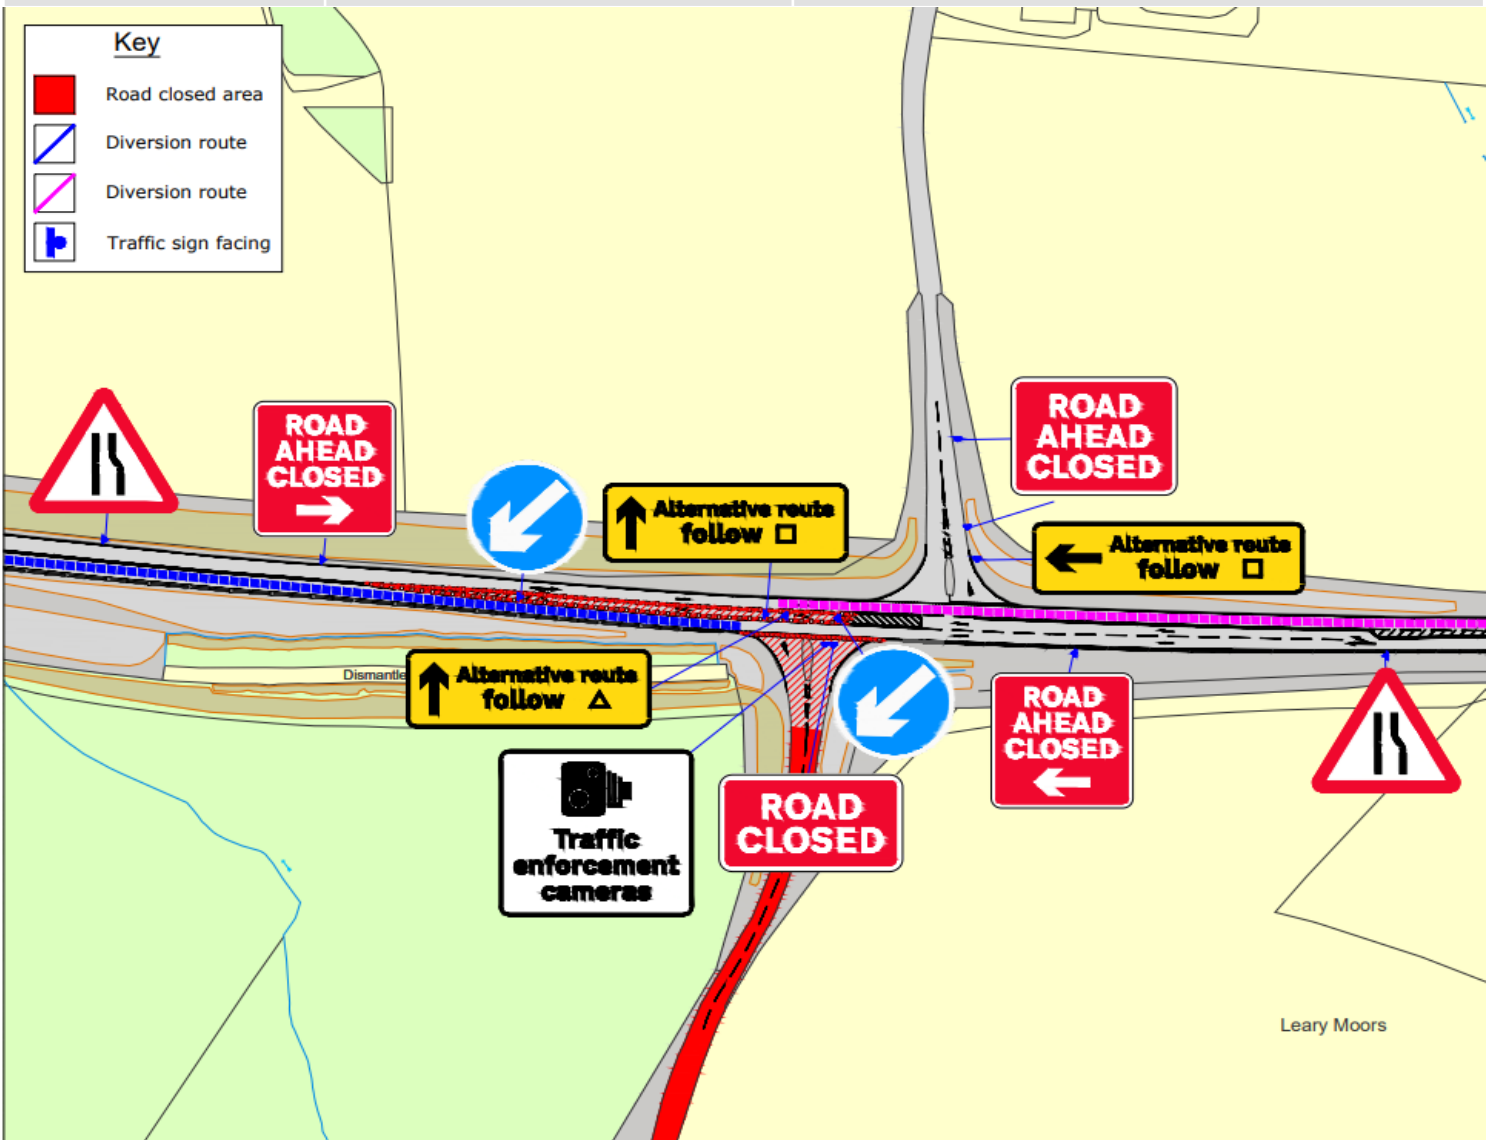 Key
Road closed area
Diversion route
Diversion route
Traffic sign facing
ROAD
AHEAD
CLOSED
ROAD
AHEAD
CLOSED
Alternative route
follow
Alternative route
follow
Dismantle
Alternative route
follow
ROAD
AHEAD
CLOSED
Traffic
enforcement
cameras
ROAD
CLOSED
Leary Moors